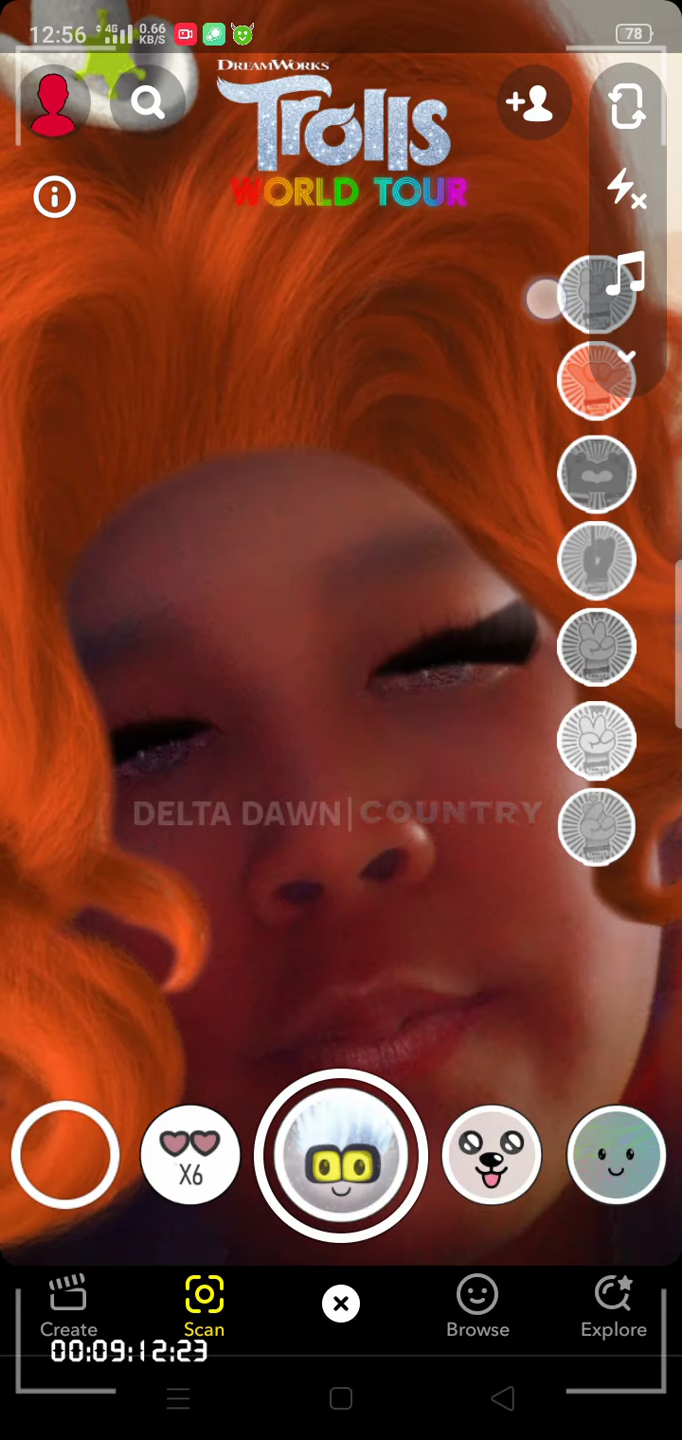 12:56 4G 0.66 KB/S 78
DREAMWORKS
Trolls
WORLD TOUR
DELTA DAWN|COUNTRY
X6
Create Scan Browse Explore
00:09:12:23